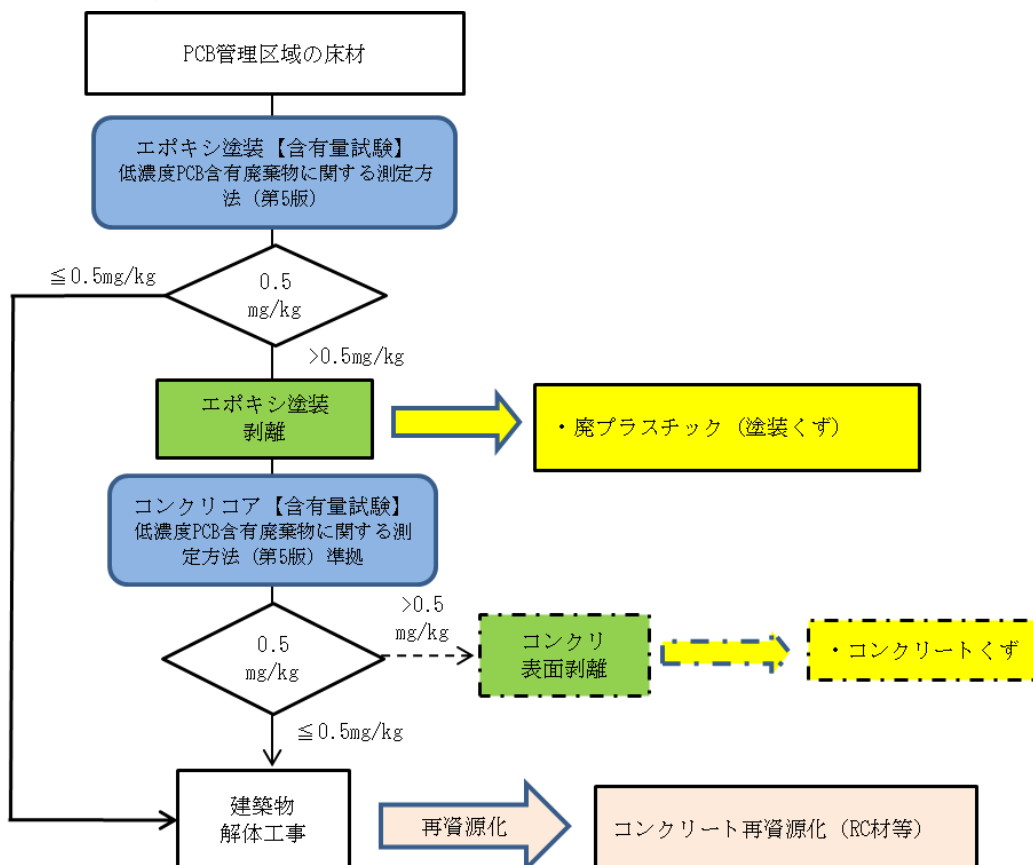 PCB管理区域の床材
エポキシ塗装【含有量試験】
低濃度PCB含有廃棄物に関する測定方
法（第5版）
≦0.5mg/kg
0.5
mg/kg
>0.5mg/kg
エポキシ塗装
剥離
・廃プラスチック（塗装くず）
コンクリコア【含有量試験】
低濃度PCB含有廃棄物に関する測
定方法（第5版）準拠
>0.5
mg/kg
0.5
mg/kg
コンクリ
表面剥離
・コンクリートくず
≦0.5mg/kg
建築物
解体工事
再資源化
コンクリート再資源化（RC材等）